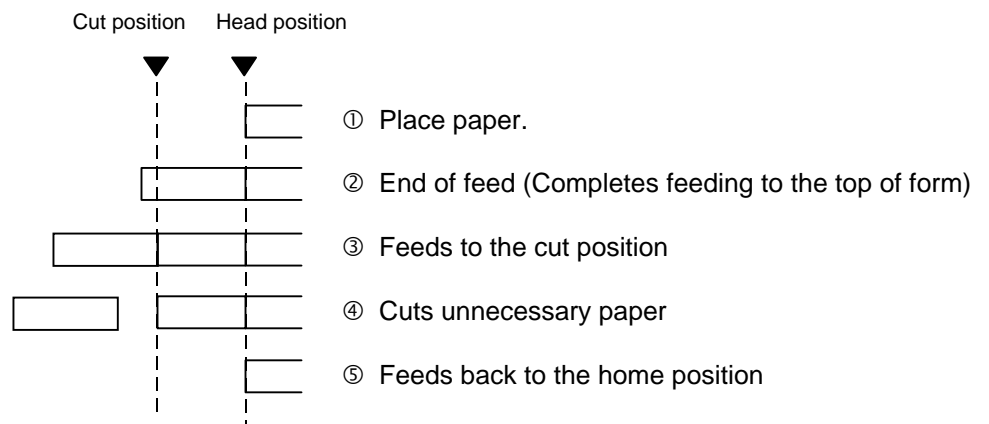 Cut position Head position
① Place paper.
② End of feed (Completes feeding to the top of form)
③ Feeds to the cut position
④ Cuts unnecessary paper
⑤ Feeds back to the home position